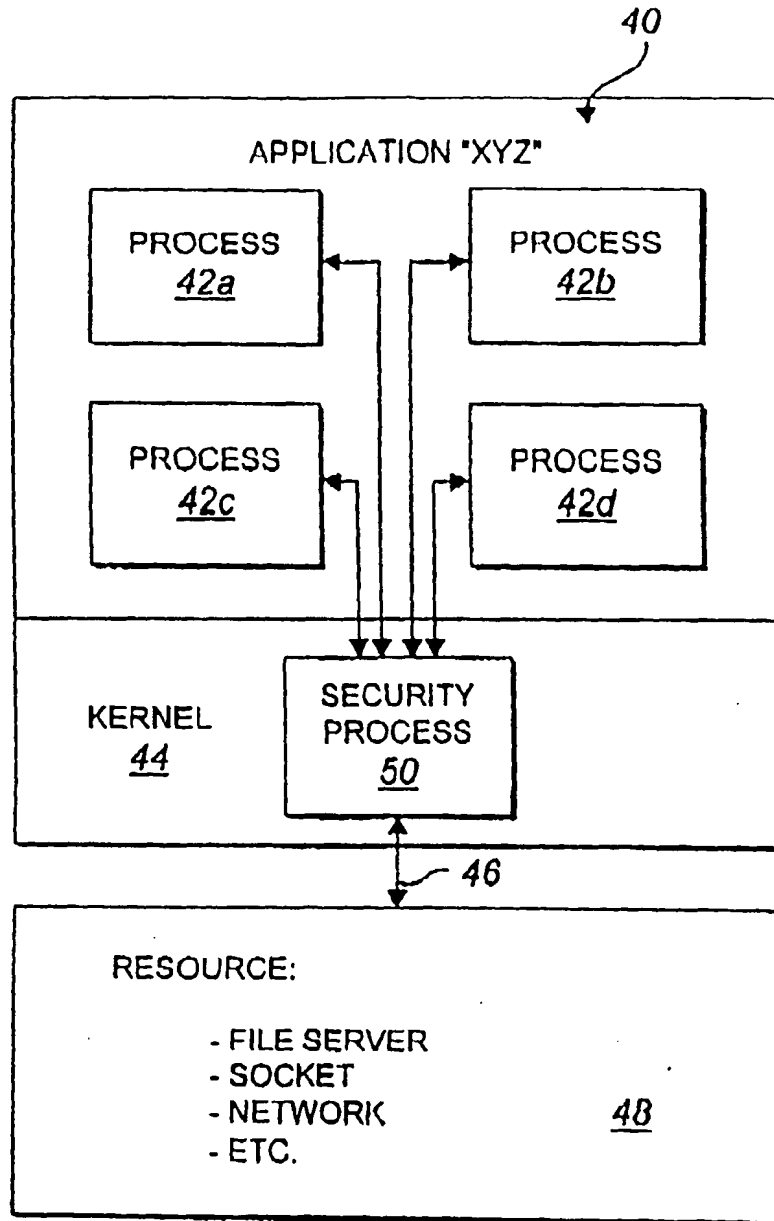 40
APPLICATION "XYZ"
PROCESS
42a
PROCESS
42b
PROCESS
42c
PROCESS
42d
KERNEL
44
SECURITY
PROCESS
50
46
RESOURCE:
- FILE SERVER
- SOCKET
- NETWORK
- ETC.
48